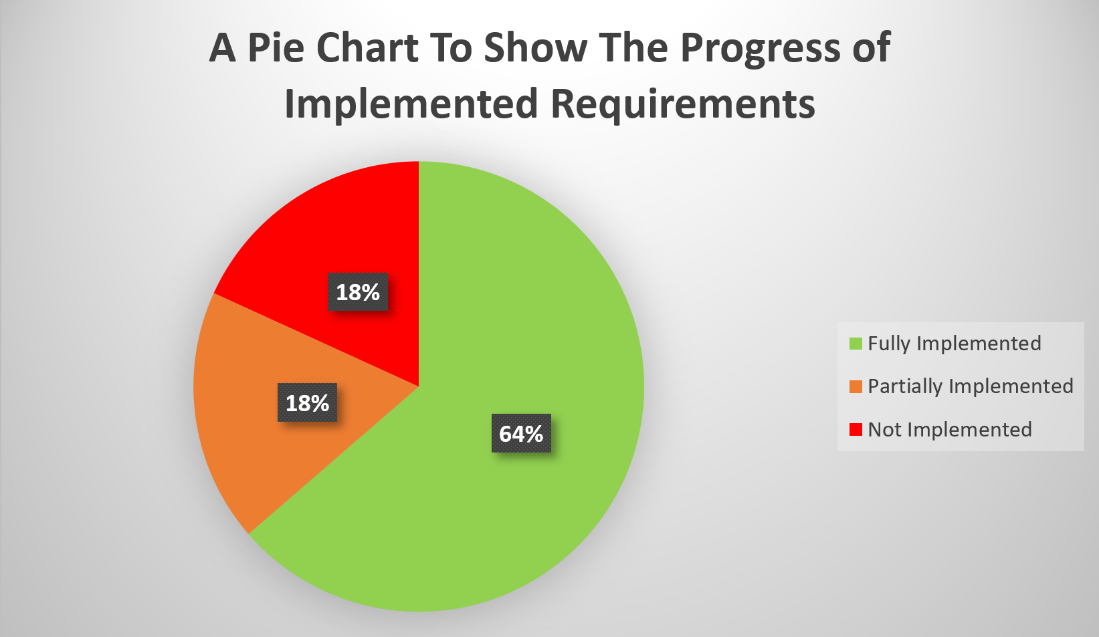 A Pie Chart To Show The Progress of
Implemented Requirements
18%
18%
64%
Fully Implemented
Partially Implemented
Not Implemented